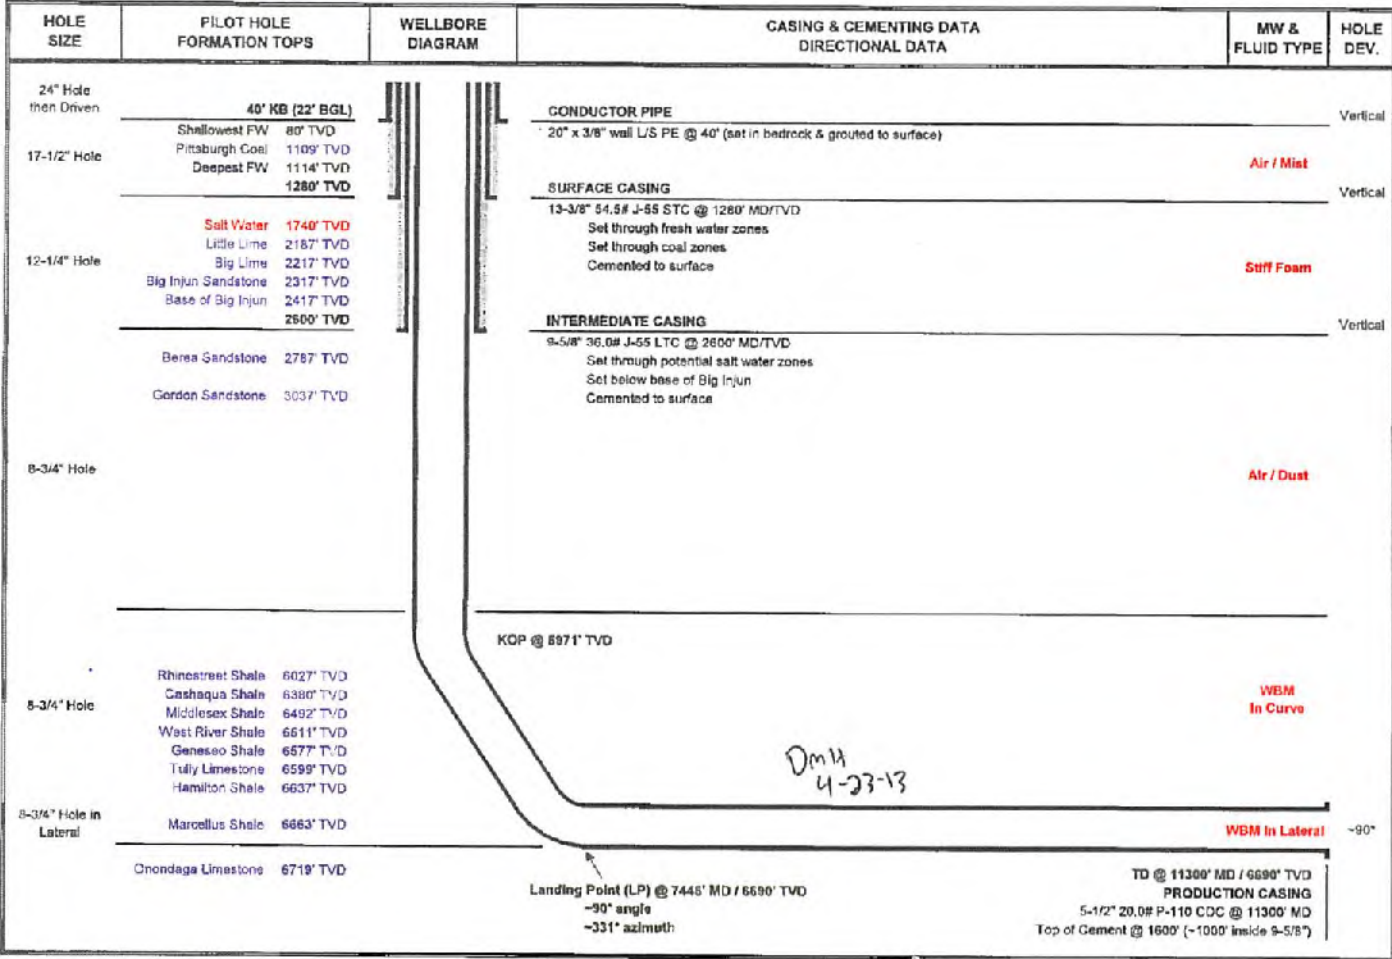 HOLE
SIZE
PILOT HOLE
FORMATION TOPS
WELLBORE
DIAGRAM
CASING & CEMENTING DATA
DIRECTIONAL DATA
MW &
FLUID TYPE
HOLE
DEV.
24" Hole
then Driven
40' KB (22' BGL)
CONDUCTOR PIPE
Vertical
Shallowest FW 80' TVD
20" x 3/8" wall L/S PE @ 40' (set in bedrock & grouted to surface)
Pittsburgh Coal 1109' TVD
17-1/2" Hole
Deepest FW 1114' TVD
Air / Mist
1280' TVD
SURFACE CASING
Vertical
13-3/8" 54.5# J-55 STC @ 1280' MD/TVD
Salt Water 1740' TVD
Set through fresh water zones
Little Lime 2187' TVD
Set through coal zones
12-1/4" Hole
Big Lime 2217' TVD
Cemented to surface
Stiff Foam
Big Injun Sandstone 2317' TVD
Base of Big Injun 2417' TVD
2600' TVD
INTERMEDIATE CASING
Vertical
9-5/8" 36.0# J-55 LTC @ 2600' MD/TVD
Berea Sandstone 2787' TVD
Set through potential salt water zones
Set below base of Big Injun
Gordon Sandstone 3037' TVD
Cemented to surface
8-3/4" Hole
Air / Dust
KOP @ 5971' TVD
Rhinestreet Shale 6027' TVD
Cashaqua Shale 6380' TVD
8-3/4" Hole
Middlesex Shale 6492' TVD
WBM
In Curve
West River Shale 6511' TVD
Geneseo Shale 6577' TVD
Tully Limestone 6599' TVD
Hamilton Shale 6637' TVD
DmH
4-23-13
8-3/4" Hole in
Lateral
Marcellus Shale 6663' TVD
WBM In Lateral
~90°
Onondaga Limestone 6719' TVD
Landing Point (LP) @ 7445' MD / 6690' TVD
~90° angle
~331° azimuth
TD @ 11300' MD / 6690' TVD
PRODUCTION CASING
5-1/2" 20.0# P-110 CDC @ 11300' MD
Top of Cement @ 1600' (~1000' inside 9-5/8")